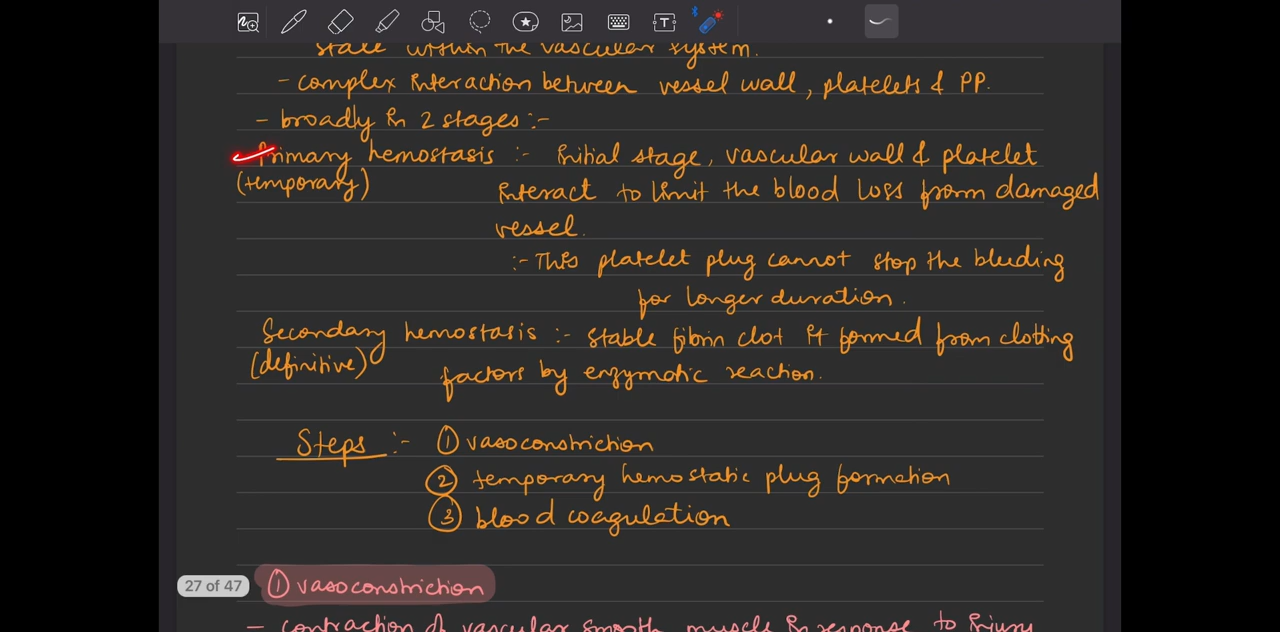 state within the vascular system.
- complex interaction between vessel wall, platelets & PP.
- broadly in 2 stages :-
Primary hemostasis :- initial stage, vascular wall & platelet
(temporary) interact to limit the blood loss from damaged
vessel.
:- This platelet plug cannot stop the bleeding
for longer duration.
Secondary hemostasis :- stable fibrin clot it formed from clotting
(definitive) factors by enzymatic reaction.
Steps :- ① vasoconstriction
② temporary hemostatic plug formation
③ blood coagulation
27 of 47
① vasoconstriction
- contraction of vascular smooth muscle in response to injury